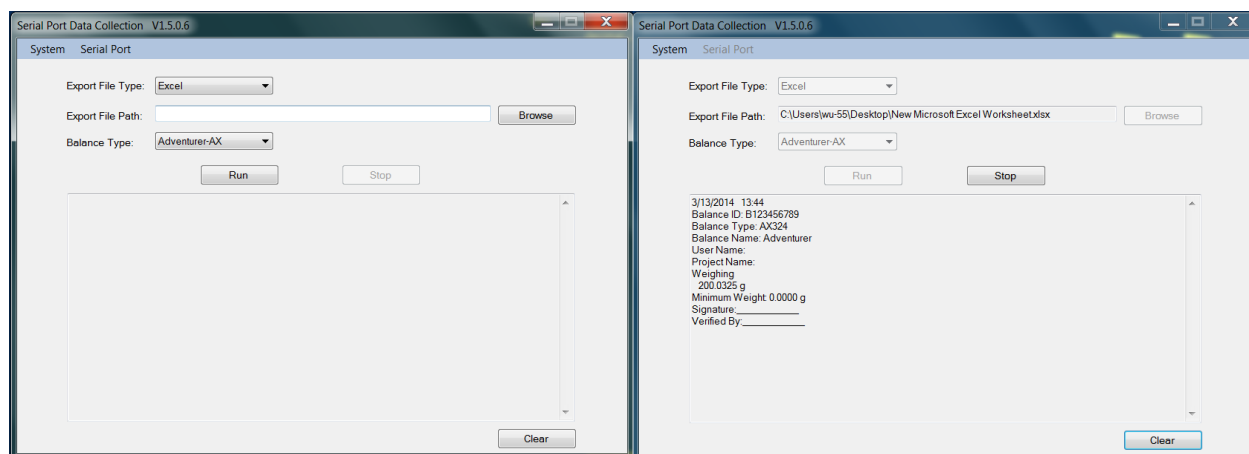 Serial Port Data Collection V1.5.0.6
System Serial Port
Export File Type: Excel
Export File Path: Browse
Balance Type: Adventurer-AX
Run Stop
Clear
Serial Port Data Collection V1.5.0.6
System Serial Port
Export File Type: Excel
Export File Path: C:\Users\wu-55\Desktop\New Microsoft Excel Worksheet.xlsx Browse
Balance Type: Adventurer-AX
Run Stop
3/13/2014 13:44
Balance ID: B123456789
Balance Type: AX324
Balance Name: Adventurer
User Name:
Project Name:
Weighing
200.0325 g
Minimum Weight: 0.0000 g
Signature:____________
Verified By:____________
Clear